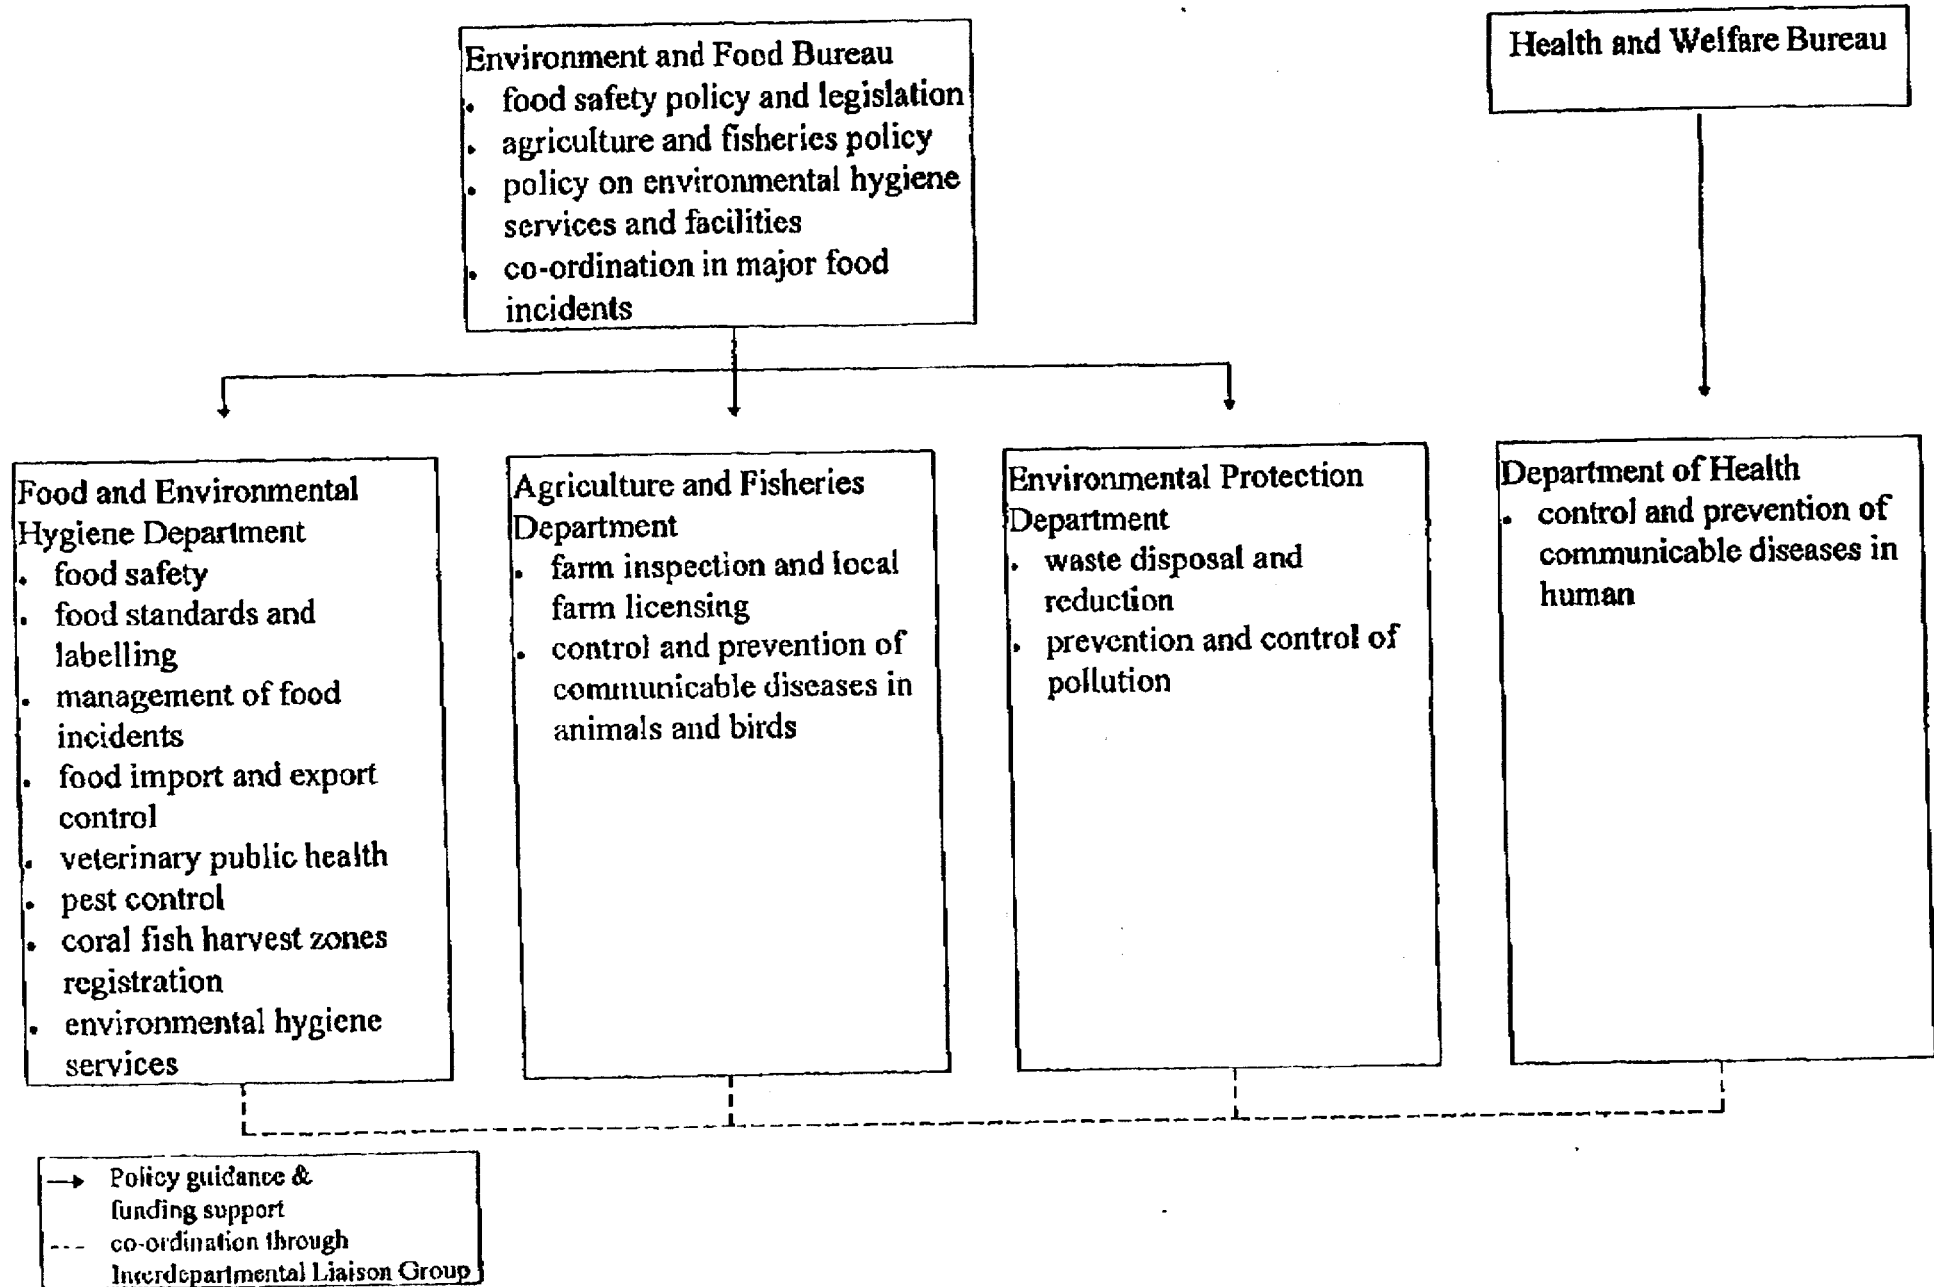 Environment and Food Bureau
. food safety policy and legislation
. agriculture and fisheries policy
. policy on environmental hygiene
services and facilities
. co-ordination in major food
incidents
Health and Welfare Bureau
Food and Environmental
Hygiene Department
. food safety
. food standards and
labelling
. management of food
incidents
. food import and export
control
. veterinary public health
. pest control
. coral fish harvest zones
registration
. environmental hygiene
services
Agriculture and Fisheries
Department
. farm inspection and local
farm licensing
. control and prevention of
communicable diseases in
animals and birds
Environmental Protection
Department
. waste disposal and
reduction
. prevention and control of
pollution
Department of Health
. control and prevention of
communicable diseases in
human
Policy guidance &
funding support
co-ordination through
Interdepartmental Liaison Group